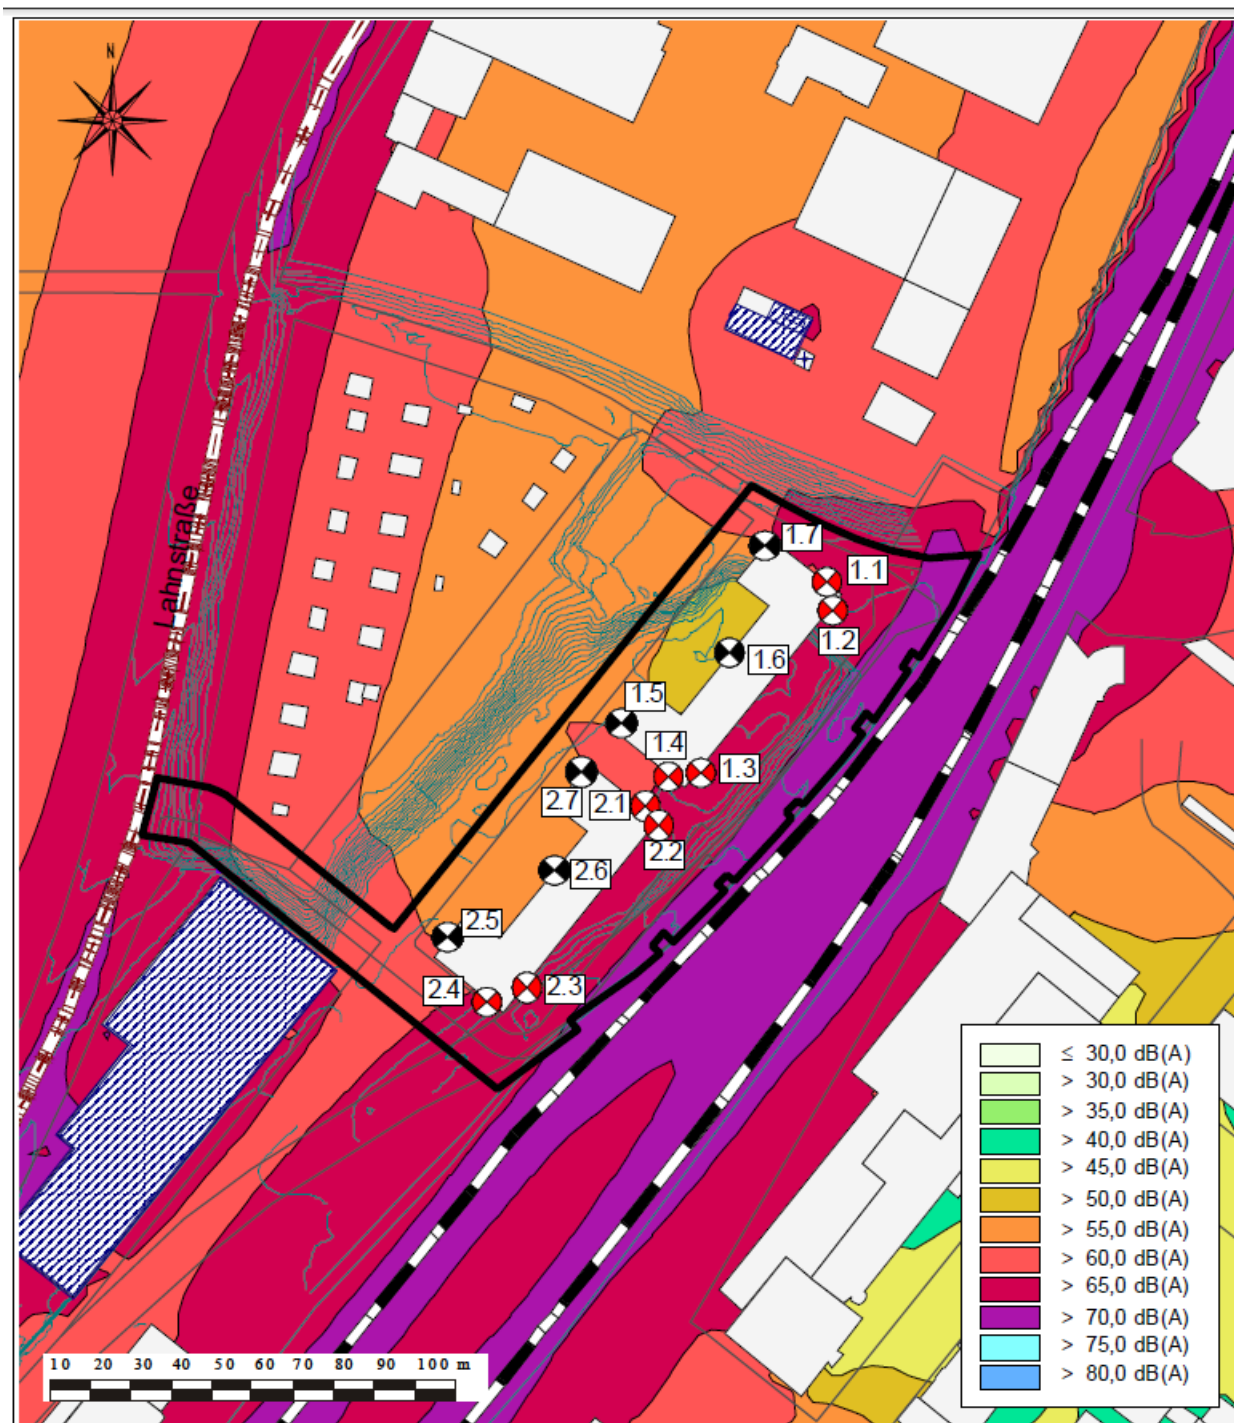 N
Lahnstraße
1.7
1.1
1.2
1.6
1.5
1.4
1.3
2.7
2.1
2.2
2.6
2.5
2.4
2.3
≤ 30,0 dB(A)
> 30,0 dB(A)
> 35,0 dB(A)
> 40,0 dB(A)
> 45,0 dB(A)
> 50,0 dB(A)
> 55,0 dB(A)
> 60,0 dB(A)
> 65,0 dB(A)
> 70,0 dB(A)
> 75,0 dB(A)
> 80,0 dB(A)
10 20 30 40 50 60 70 80 90 100 m